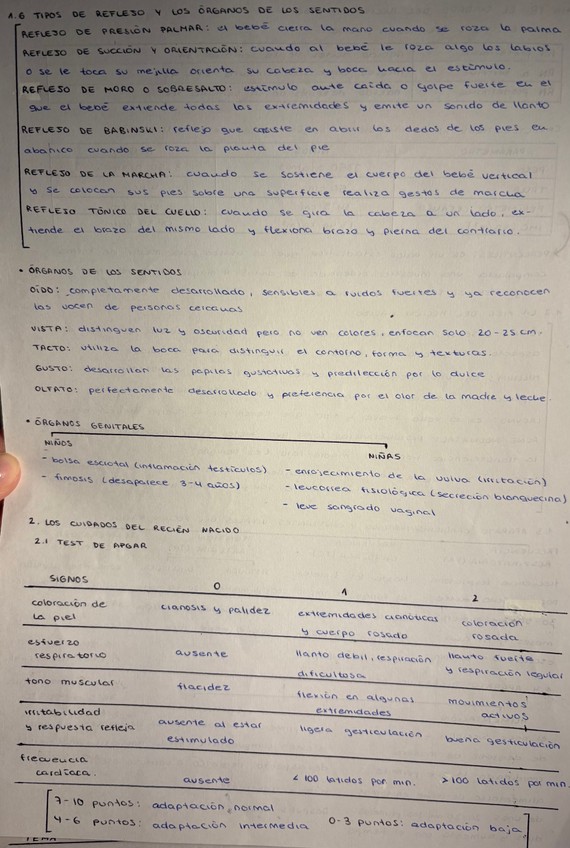 1.6 TIPOS DE REFLEJO Y LOS ÓRGANOS DE LOS SENTIDOS
REFLEJO DE PRESIÓN PALMAR: el bebé cierra la mano cuando se roza la palma
REFLEJO DE SUCCIÓN Y ORIENTACIÓN: cuando al bebé le roza algo los labios
o se le toca su mejilla orienta su cabeza y boca hacia el estímulo.
REFLEJO DE MORO O SOBRESALTO: estímulo ante caída o golpe fuerte en el
que el bebé extiende todas las extremidades y emite un sonido de llanto
REFLEJO DE BABINSKI: reflejo que consiste en abrir los dedos de los pies en
abanico cuando se roza la planta del pie
REFLEJO DE LA MARCHA: cuando se sostiene el cuerpo del bebé vertical
y se colocan sus pies sobre una superficie realiza gestos de marcha
REFLEJO TÓNICO DEL CUELLO: cuando se gira la cabeza a un lado, ex-
tiende el brazo del mismo lado y flexiona brazo y pierna del contrario.
• ÓRGANOS DE LOS SENTIDOS
OÍDO: completamente desarrollado, sensibles a ruidos fuertes y ya reconocen
las vocen de personas cercanas
VISTA: distinguen luz y oscuridad pero no ven colores, enfocan solo 20-25 cm.
TACTO: utiliza la boca para distinguir el contorno, forma y texturas.
GUSTO: desarrollan las papilas gustativas y predilección por lo dulce.
OLFATO: perfectamente desarrollado y preferencia por el olor de la madre y leche.
• ÓRGANOS GENITALES
NIÑOS NIÑAS
- bolsa escrotal (inflamación testículos) - enrojecimiento de la vulva (irritación)
- fimosis (desaparece 3-4 años) - leucorrea fisiológica (secreción blanquecina)
- leve sangrado vaginal
2. LOS CUIDADOS DEL RECIÉN NACIDO
2.1 TEST DE APGAR
SIGNOS 0 1 2
coloración de cianosis y palidez extremidades cianóticas coloración
la piel y cuerpo rosado rosada
esfuerzo ausente llanto débil, respiración llanto fuerte
respiratorio dificultosa y respiración regular
tono muscular flacidez flexión en algunas movimientos
extremidades activos
irritabilidad ausente al estar ligera gesticulación buena gesticulación
y respuesta refleja estimulado
frecuencia
cardíaca. ausente < 100 latidos por min. > 100 latidos por min
7-10 puntos: adaptación normal
4-6 puntos: adaptación intermedia 0-3 puntos: adaptación baja